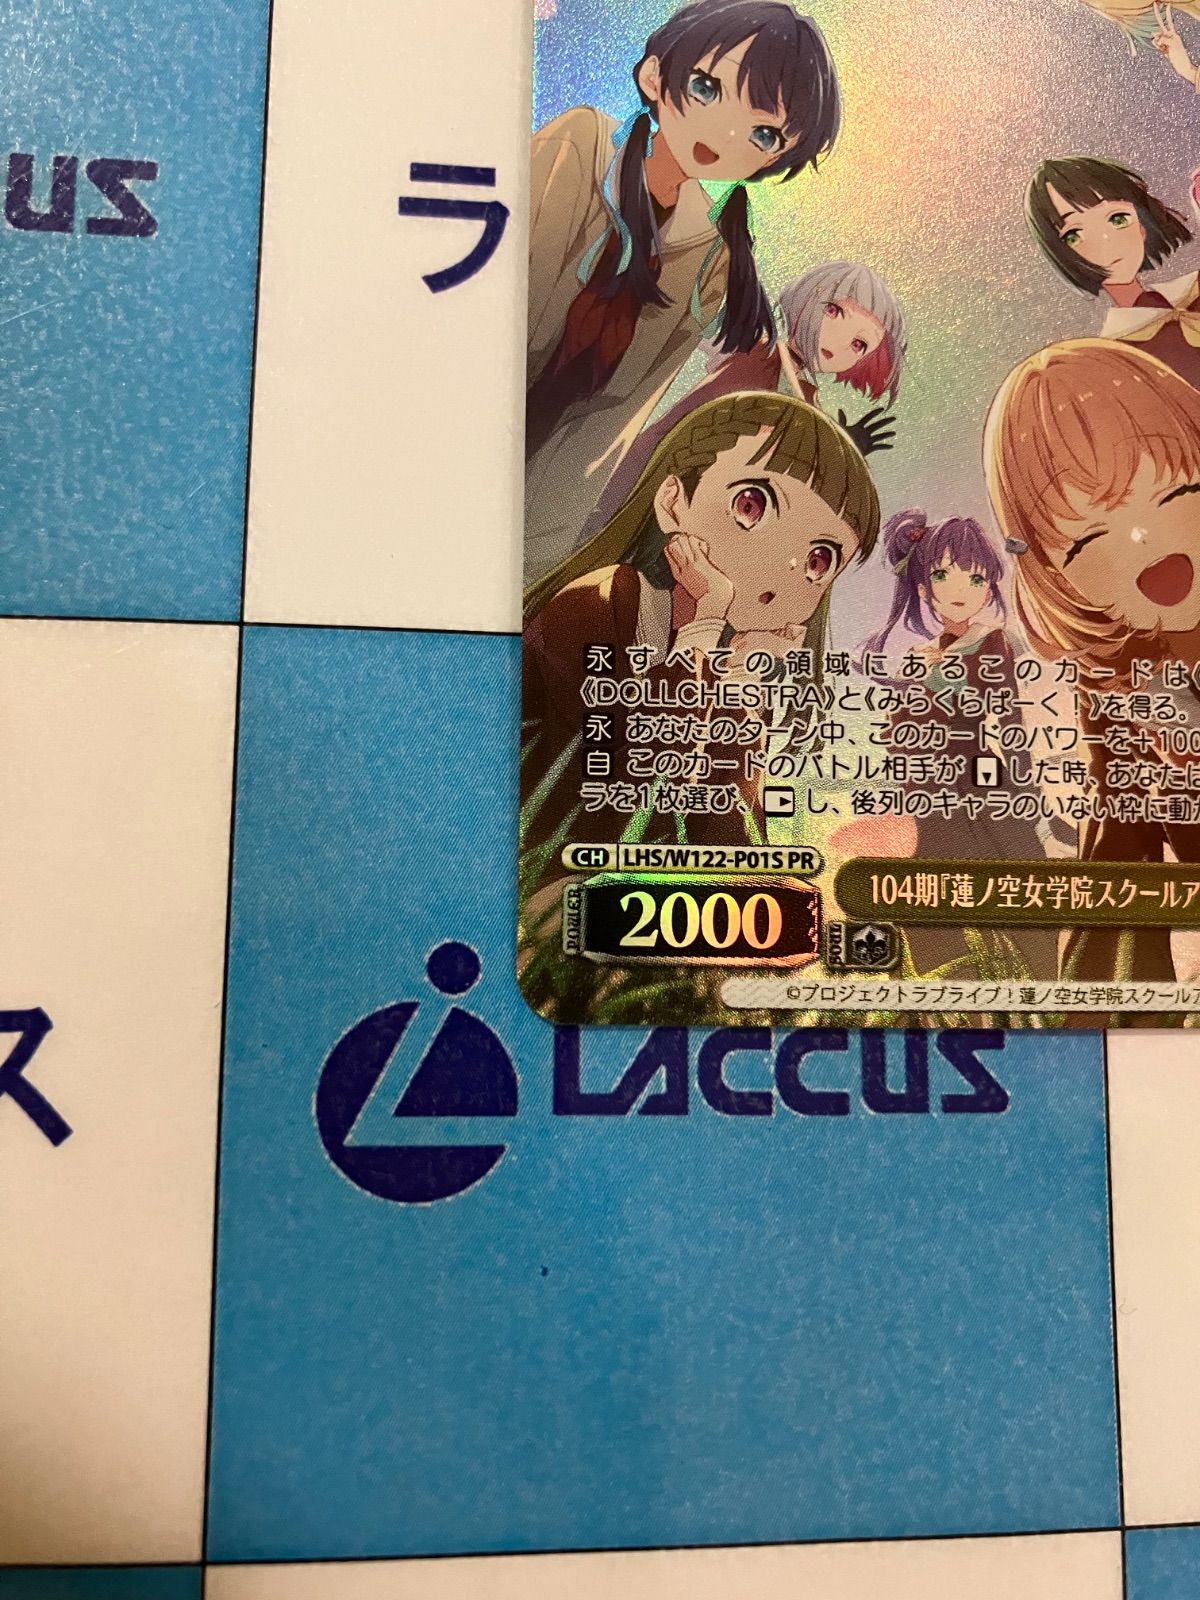 us
ラ
永 すべての領域にあるこのカードは《
《DOLLCHESTRA》と《みらくらぱーく！》を得る。
永 あなたのターン中、このカードのパワーを+100
自 このカードのバトル相手が ▼ した時、あなたは
ラを1枚選び、 ▶ し、後列のキャラのいない枠に動か
CH LHS/W122-P01S PR
POWER 2000 SOUL
104期『蓮ノ空女学院スクールア
©プロジェクトラブライブ！蓮ノ空女学院スクールア
ス
LACCUS